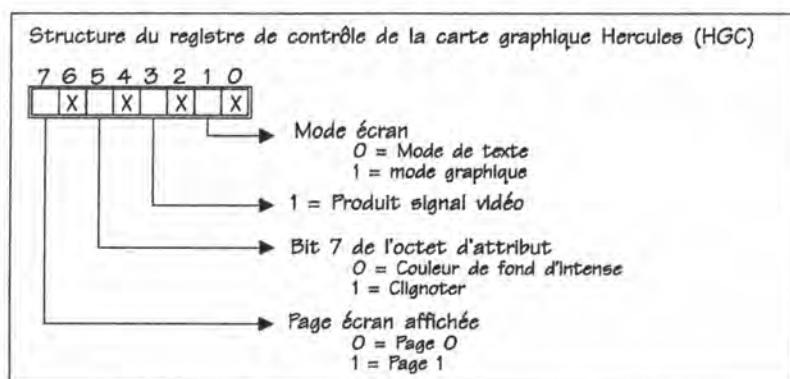 Structure du registre de contrôle de la carte graphique Hercules (HGC)
7 6 5 4 3 2 1 0
X X X X
Mode écran
0 = Mode de texte
1 = mode graphique
1 = Produit signal vidéo
Bit 7 de l'octet d'attribut
0 = Couleur de fond d'intense
1 = Clignoter
Page écran affichée
0 = Page 0
1 = Page 1